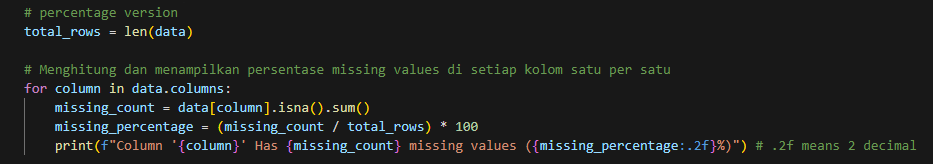 # percentage version
total_rows = len(data)
# Menghitung dan menampilkan persentase missing values di setiap kolom satu per satu
for column in data.columns:
    missing_count = data[column].isna().sum()
    missing_percentage = (missing_count / total_rows) * 100
    print(f"Column '{column}' Has {missing_count} missing values ({missing_percentage:.2f}%)") # .2f means 2 decimal